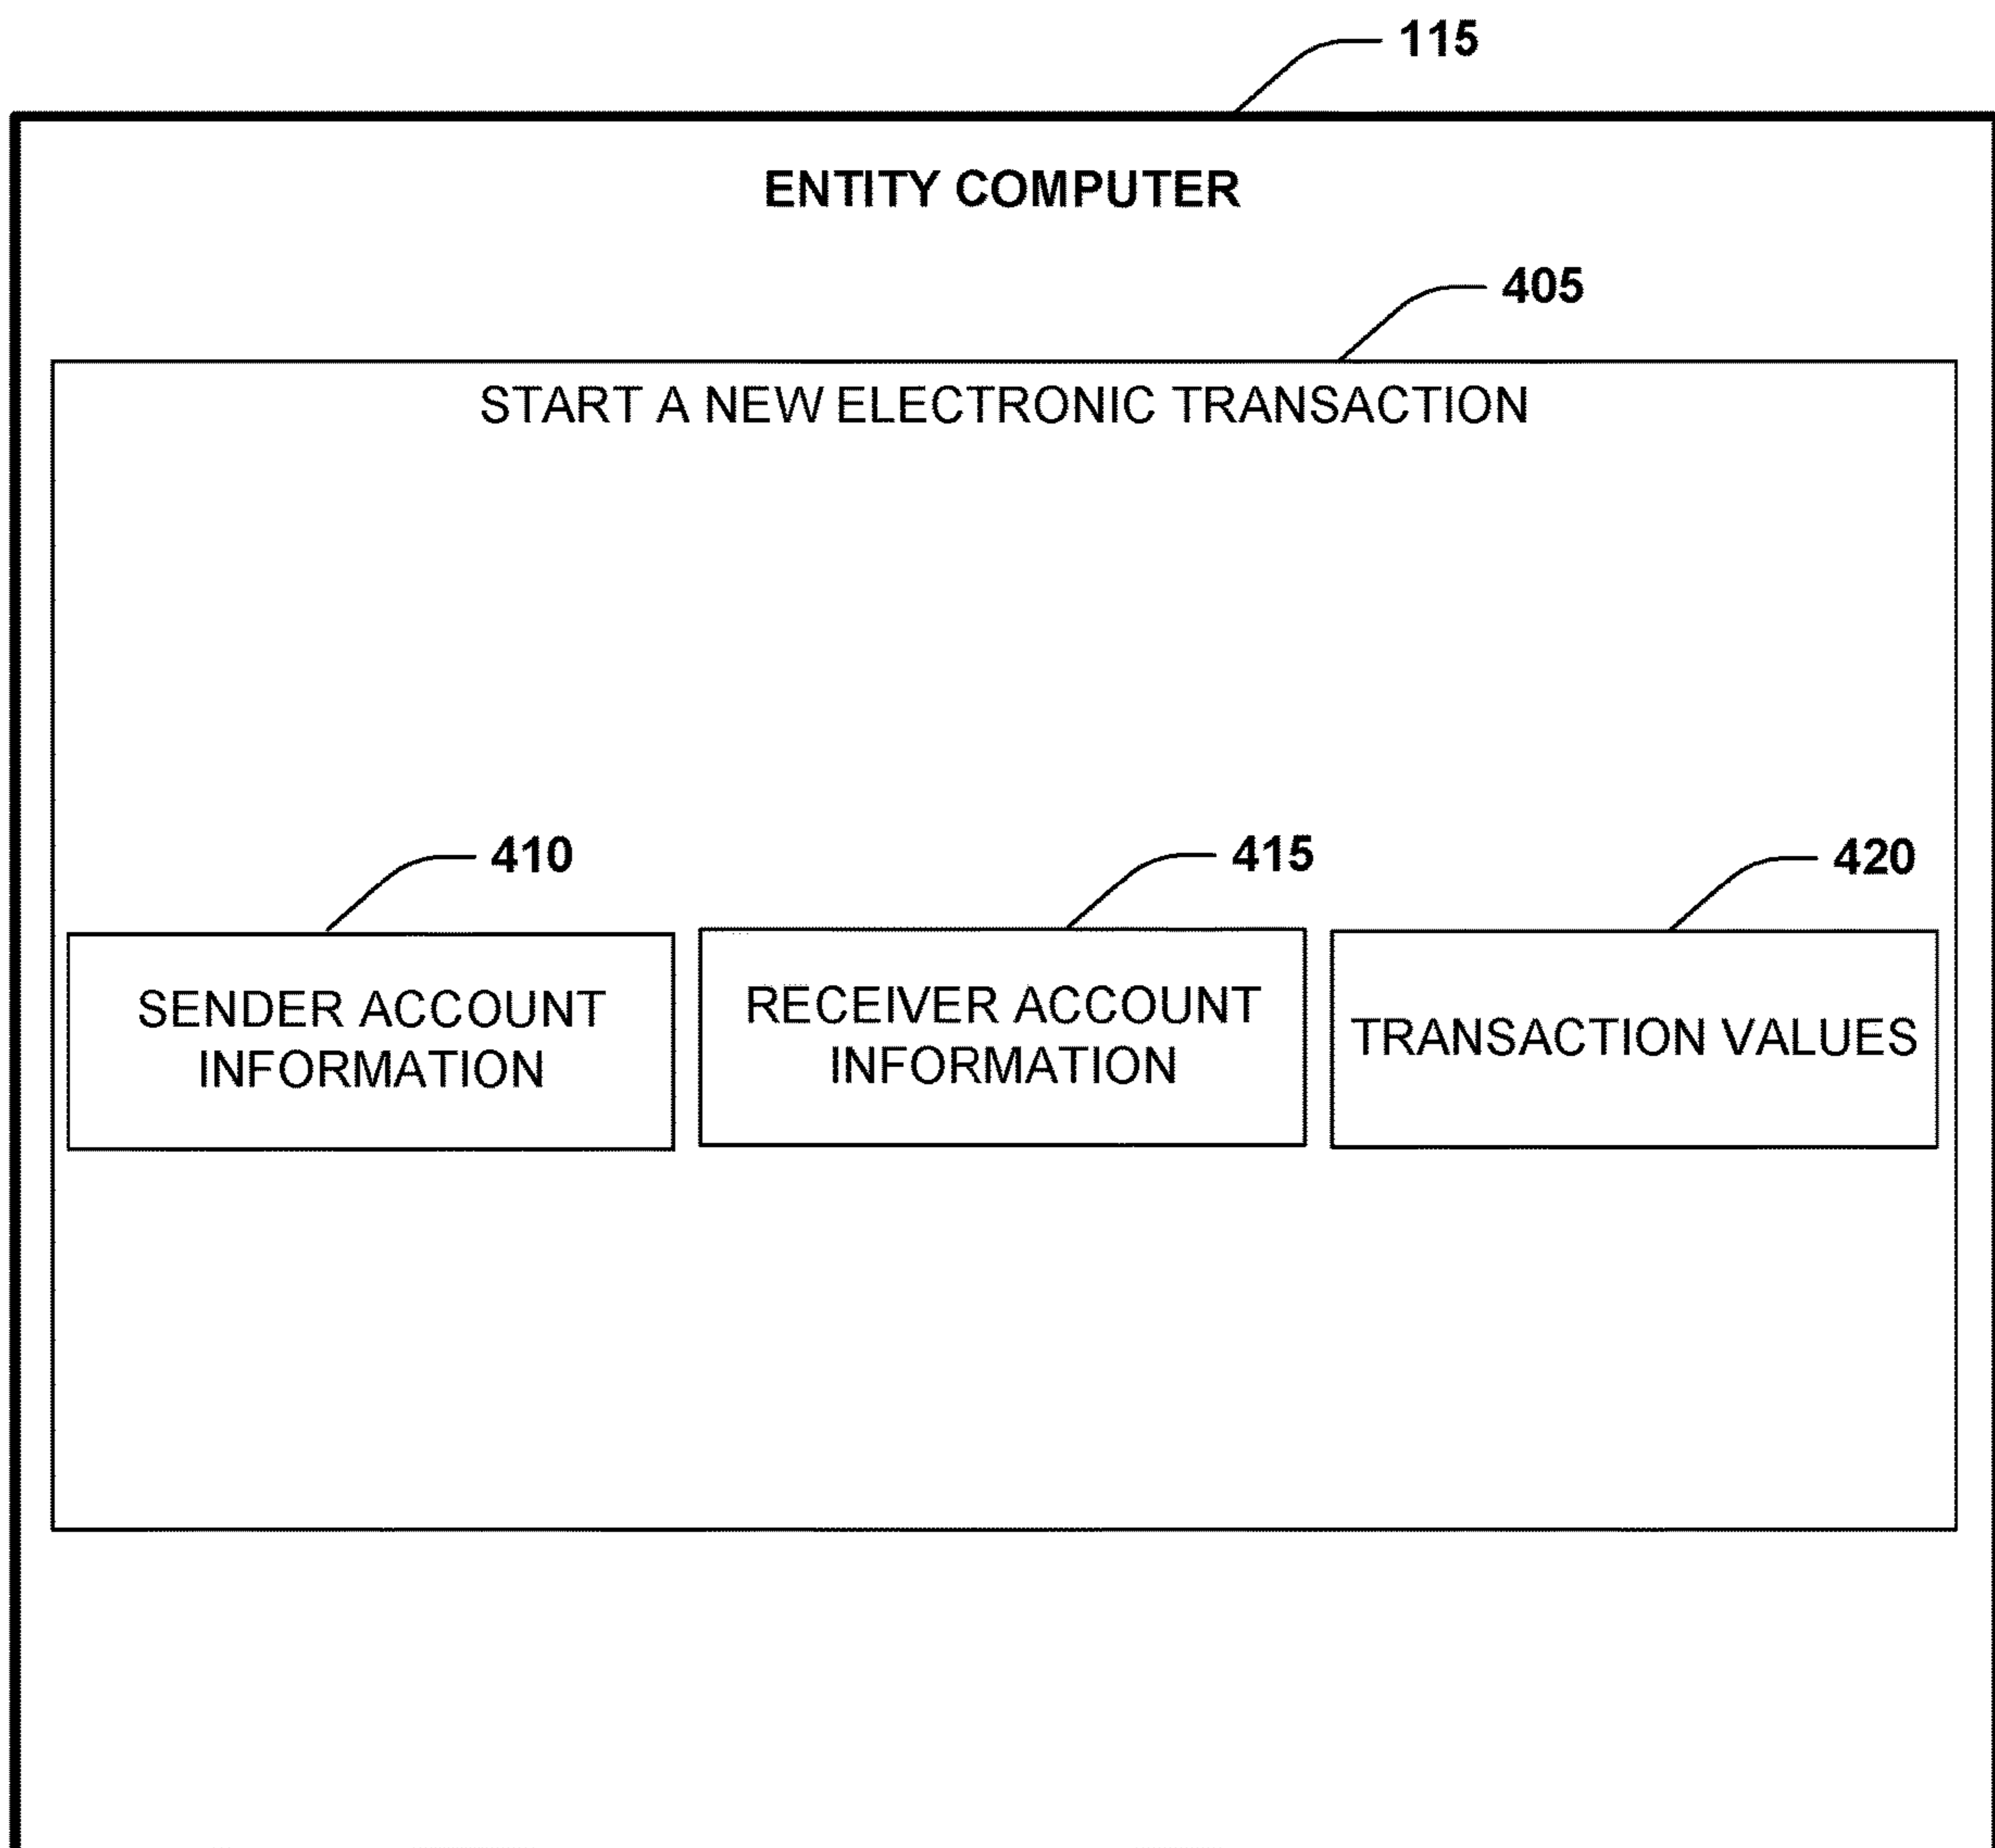 115
ENTITY COMPUTER
405
START A NEW ELECTRONIC TRANSACTION
410
415
420
SENDER ACCOUNT
INFORMATION
RECEIVER ACCOUNT
INFORMATION
TRANSACTION VALUES